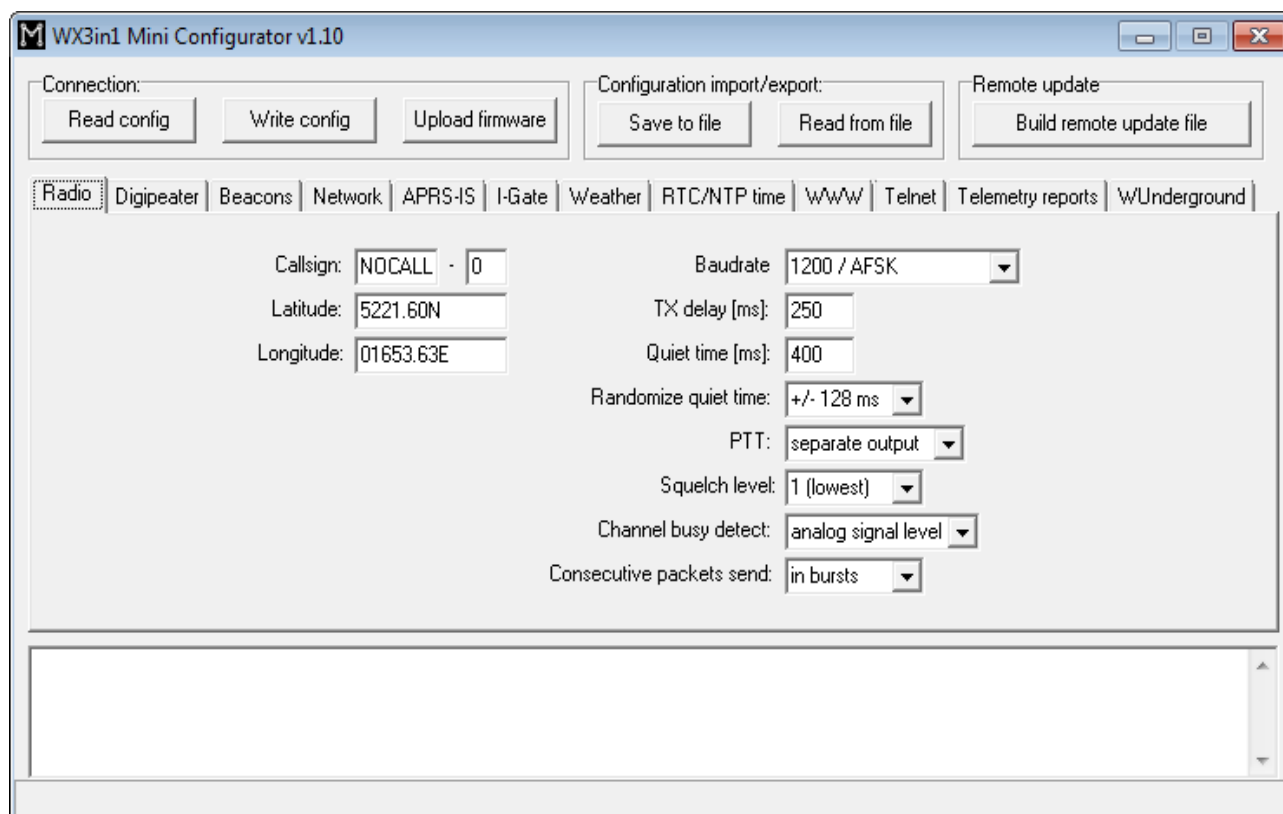 WX3in1 Mini Configurator v1.10
Connection: Configuration import/export: Remote update
Read config Write config Upload firmware Save to file Read from file Build remote update file
Radio Digipeater Beacons Network APRS-IS I-Gate Weather RTC/NTP time WWW Telnet Telemetry reports WUnderground
Callsign: NOCALL - 0 Baudrate 1200 / AFSK
Latitude: 5221.60N TX delay [ms]: 250
Longitude: 01653.63E Quiet time [ms]: 400
Randomize quiet time: +/- 128 ms
PTT: separate output
Squelch level: 1 (lowest)
Channel busy detect: analog signal level
Consecutive packets send: in bursts